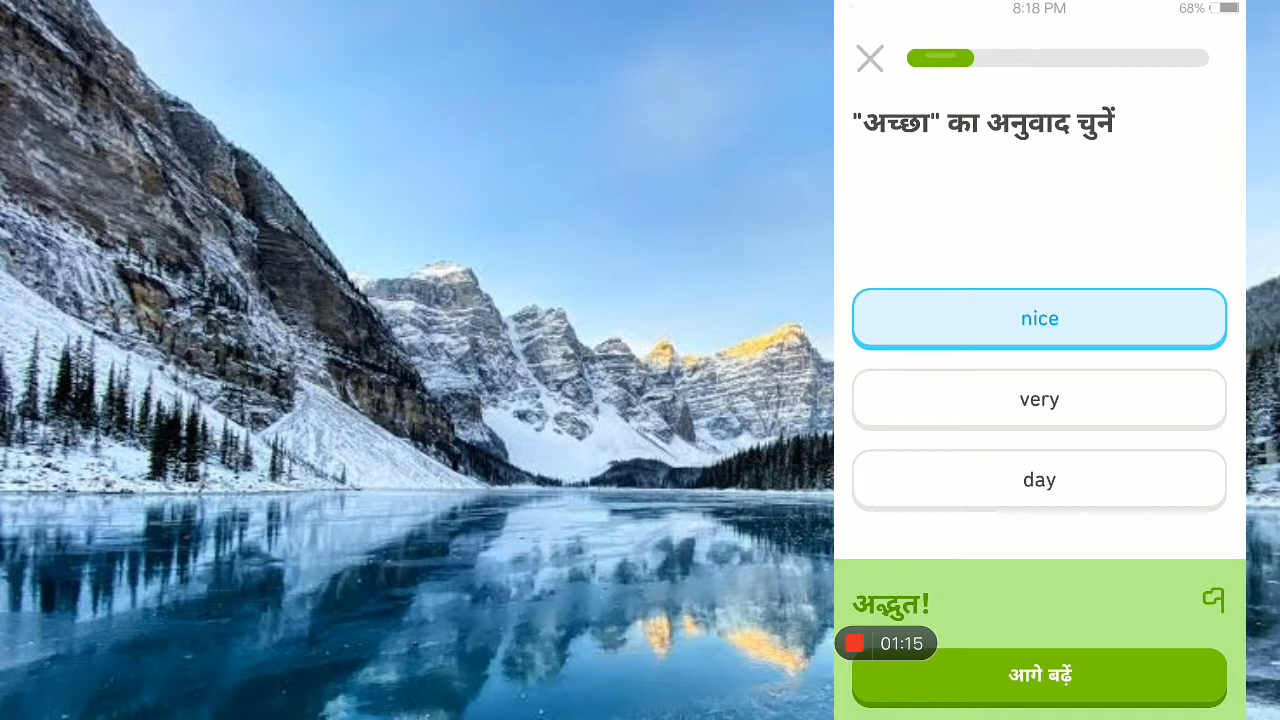 8:18 PM
68%
"अच्छा" का अनुवाद चुनें
nice
very
day
अद्भुत!
01:15
आगे बढ़ें